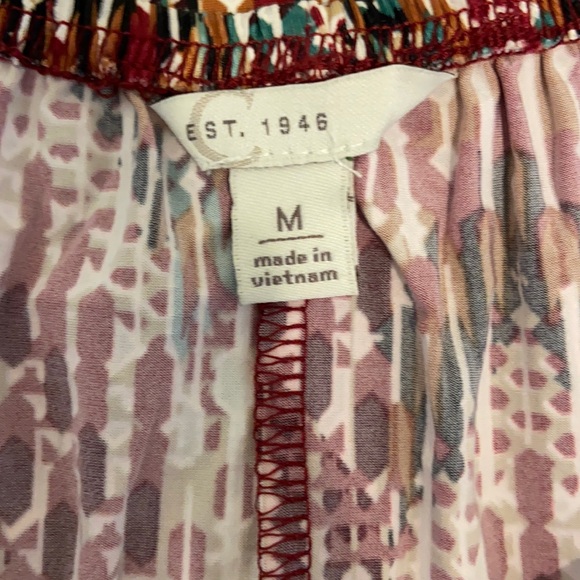 C
EST. 1946
M
made in
vietnam